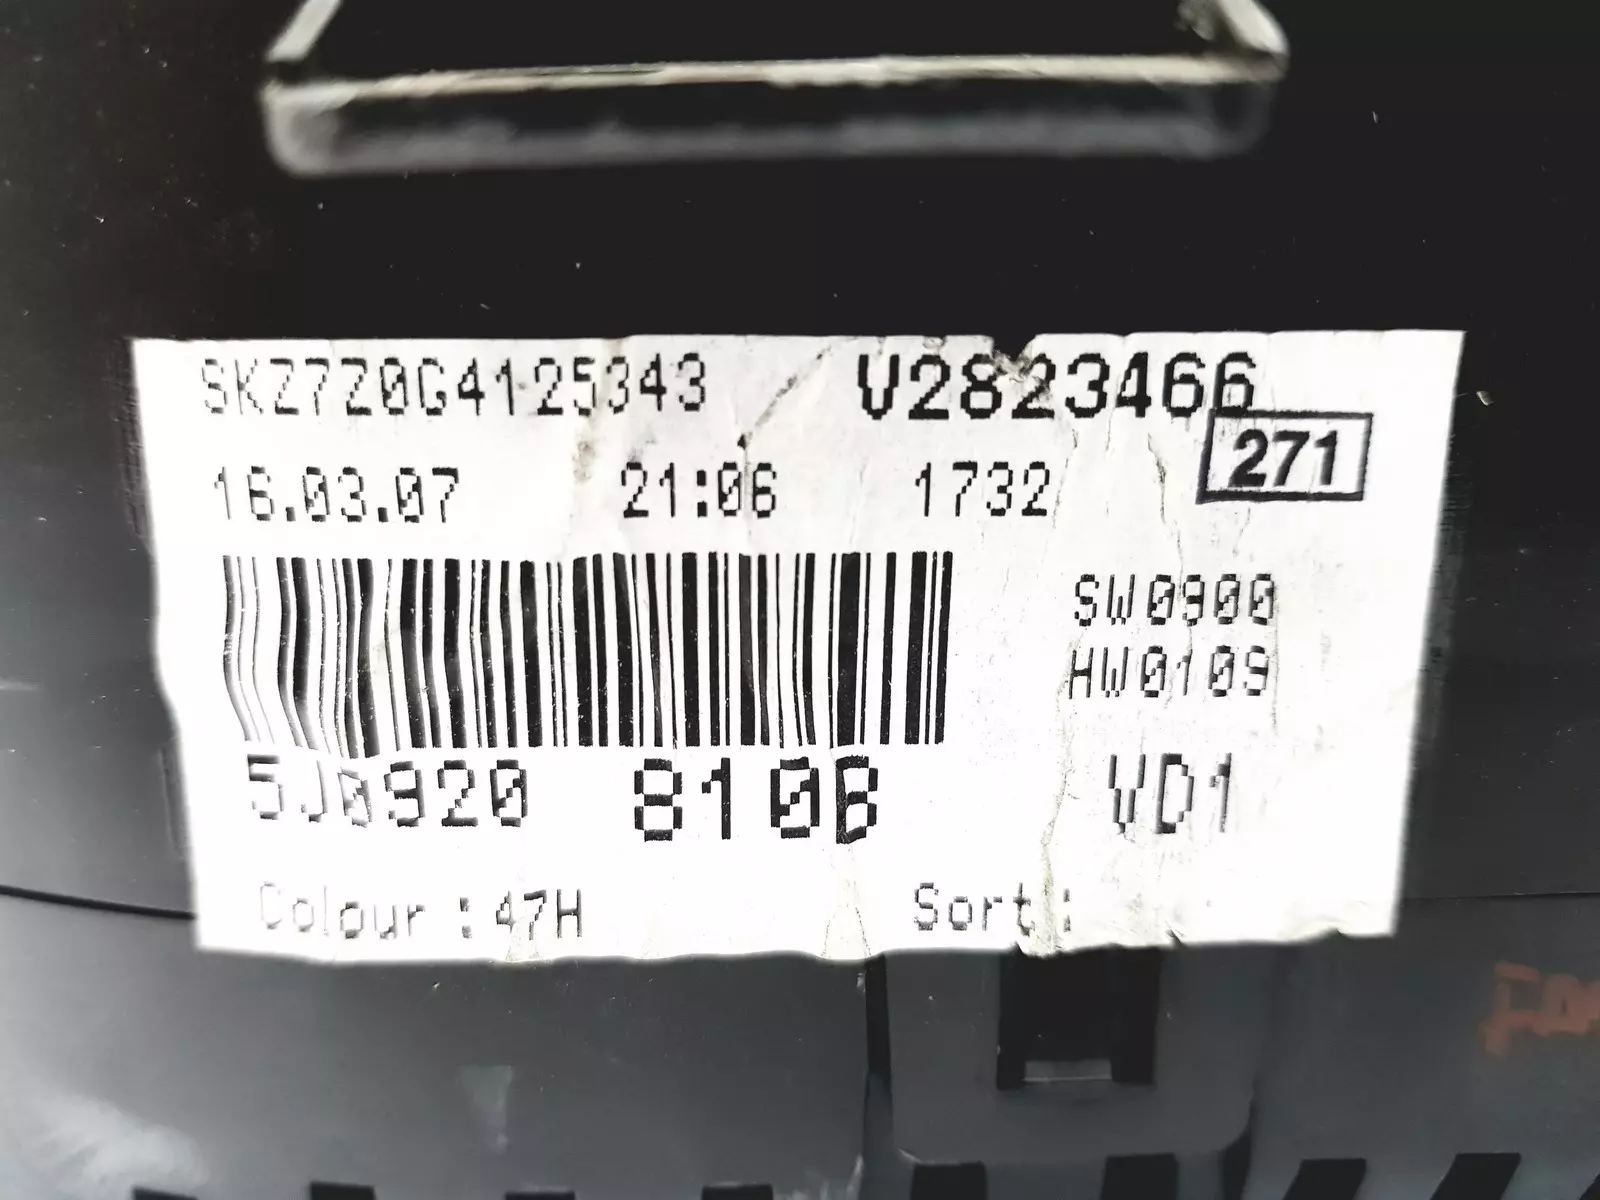 SKZ7Z0G4125343 V2823466
271
16.03.07 21:06 1732
SW0900
HW0109
5J0920 810B VD1
Colour :47H Sort: